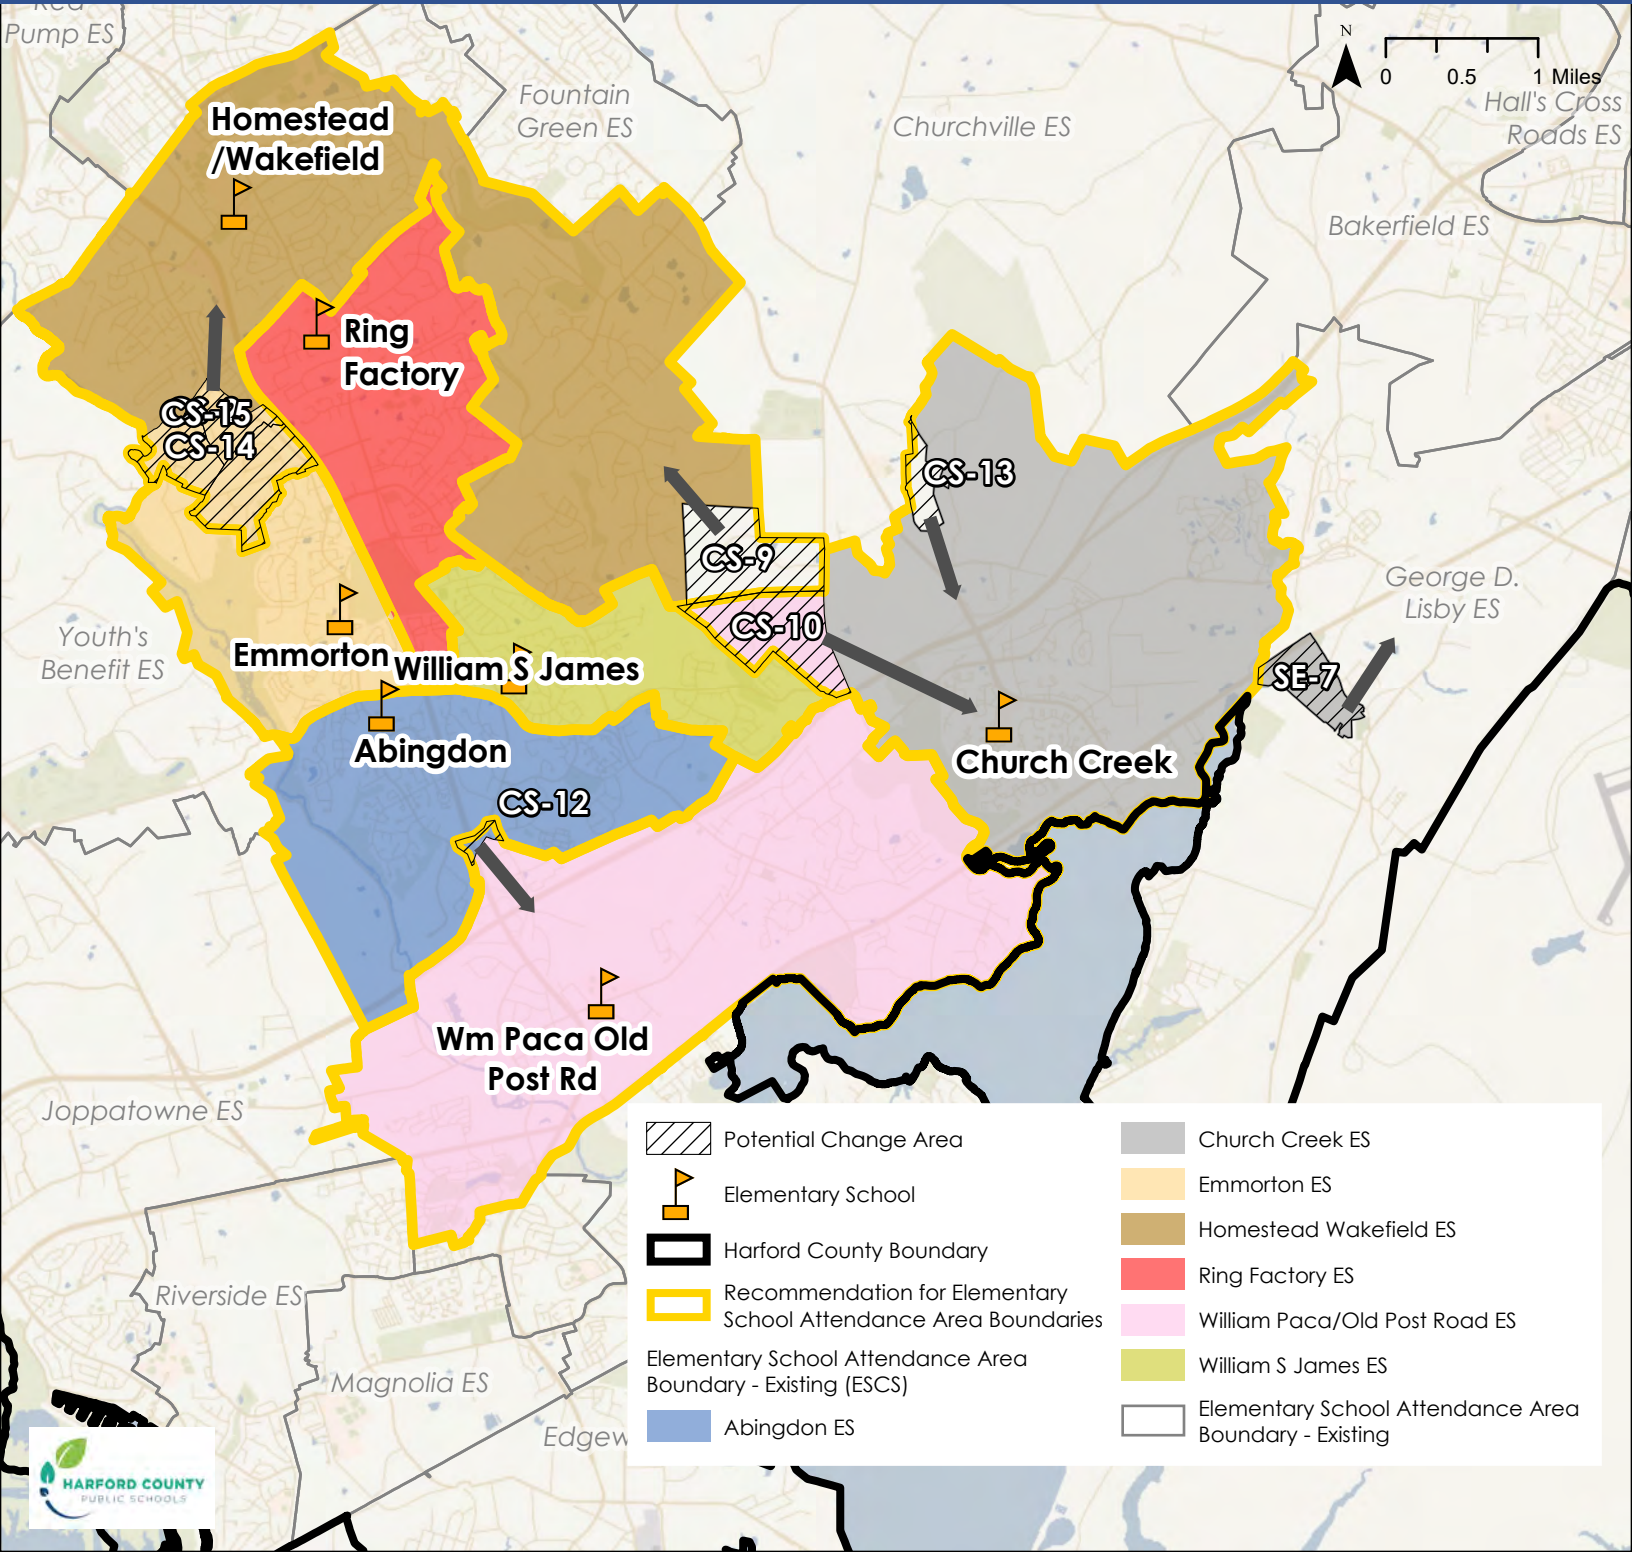 Red
Pump ES
Fountain
Green ES
Churchville ES
N
0 0.5 1 Miles
Hall's Cross
Roads ES
Bakerfield ES
Homestead
/Wakefield
Ring
Factory
CS-15
CS-14
CS-13
CS-9
CS-10
George D.
Lisby ES
SE-7
Youth's
Benefit ES
Emmorton
William S James
Abingdon
Church Creek
CS-12
Wm Paca Old
Post Rd
Joppatowne ES
Riverside ES
Magnolia ES
Edgew
Potential Change Area
Elementary School
Harford County Boundary
Recommendation for Elementary
School Attendance Area Boundaries
Elementary School Attendance Area
Boundary - Existing (ESCS)
Abingdon ES
Church Creek ES
Emmorton ES
Homestead Wakefield ES
Ring Factory ES
William Paca/Old Post Road ES
William S James ES
Elementary School Attendance Area
Boundary - Existing
HARFORD COUNTY
PUBLIC SCHOOLS